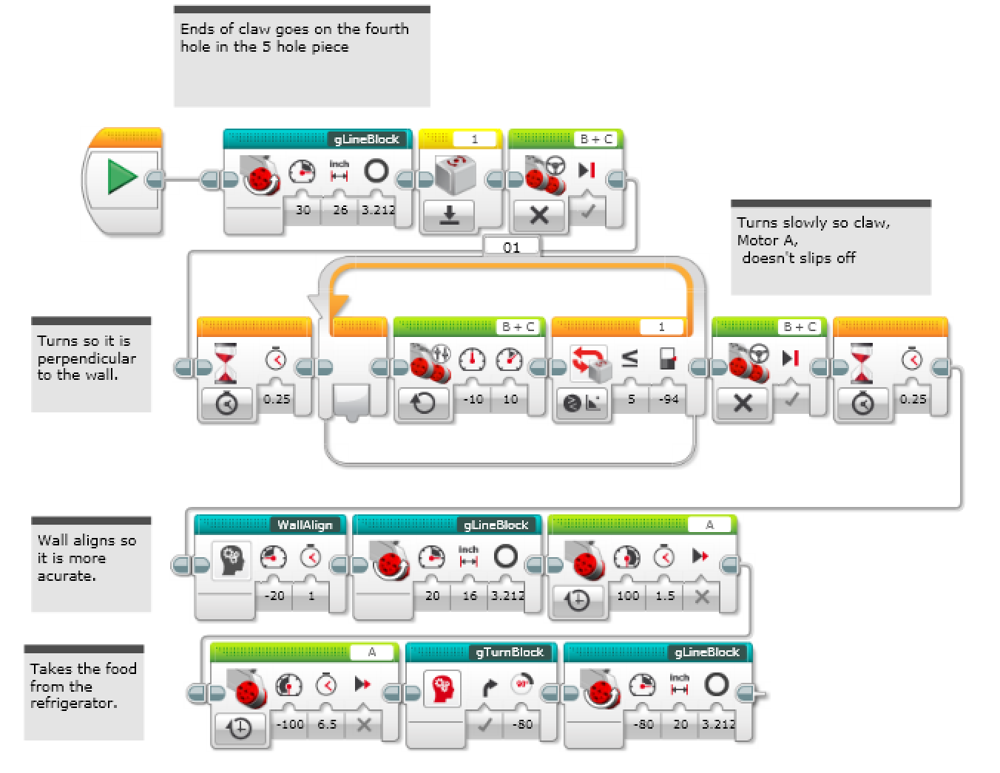 Ends of claw goes on the fourth
hole in the 5 hole piece
gLineBlock
1
B + C
inch
30
26
3.212
01
Turns slowly so claw,
Motor A,
doesn't slips off
Turns so it is
perpendicular
to the wall.
B + C
1
B + C
≤
0.25
-10
10
5
-94
0.25
Wall aligns so
it is more
acurate.
WallAlign
gLineBlock
A
inch
-20
1
20
16
3.212
100
1.5
Takes the food
from the
refrigerator.
A
gTurnBlock
gLineBlock
90°
inch
-100
6.5
-80
-80
20
3.212